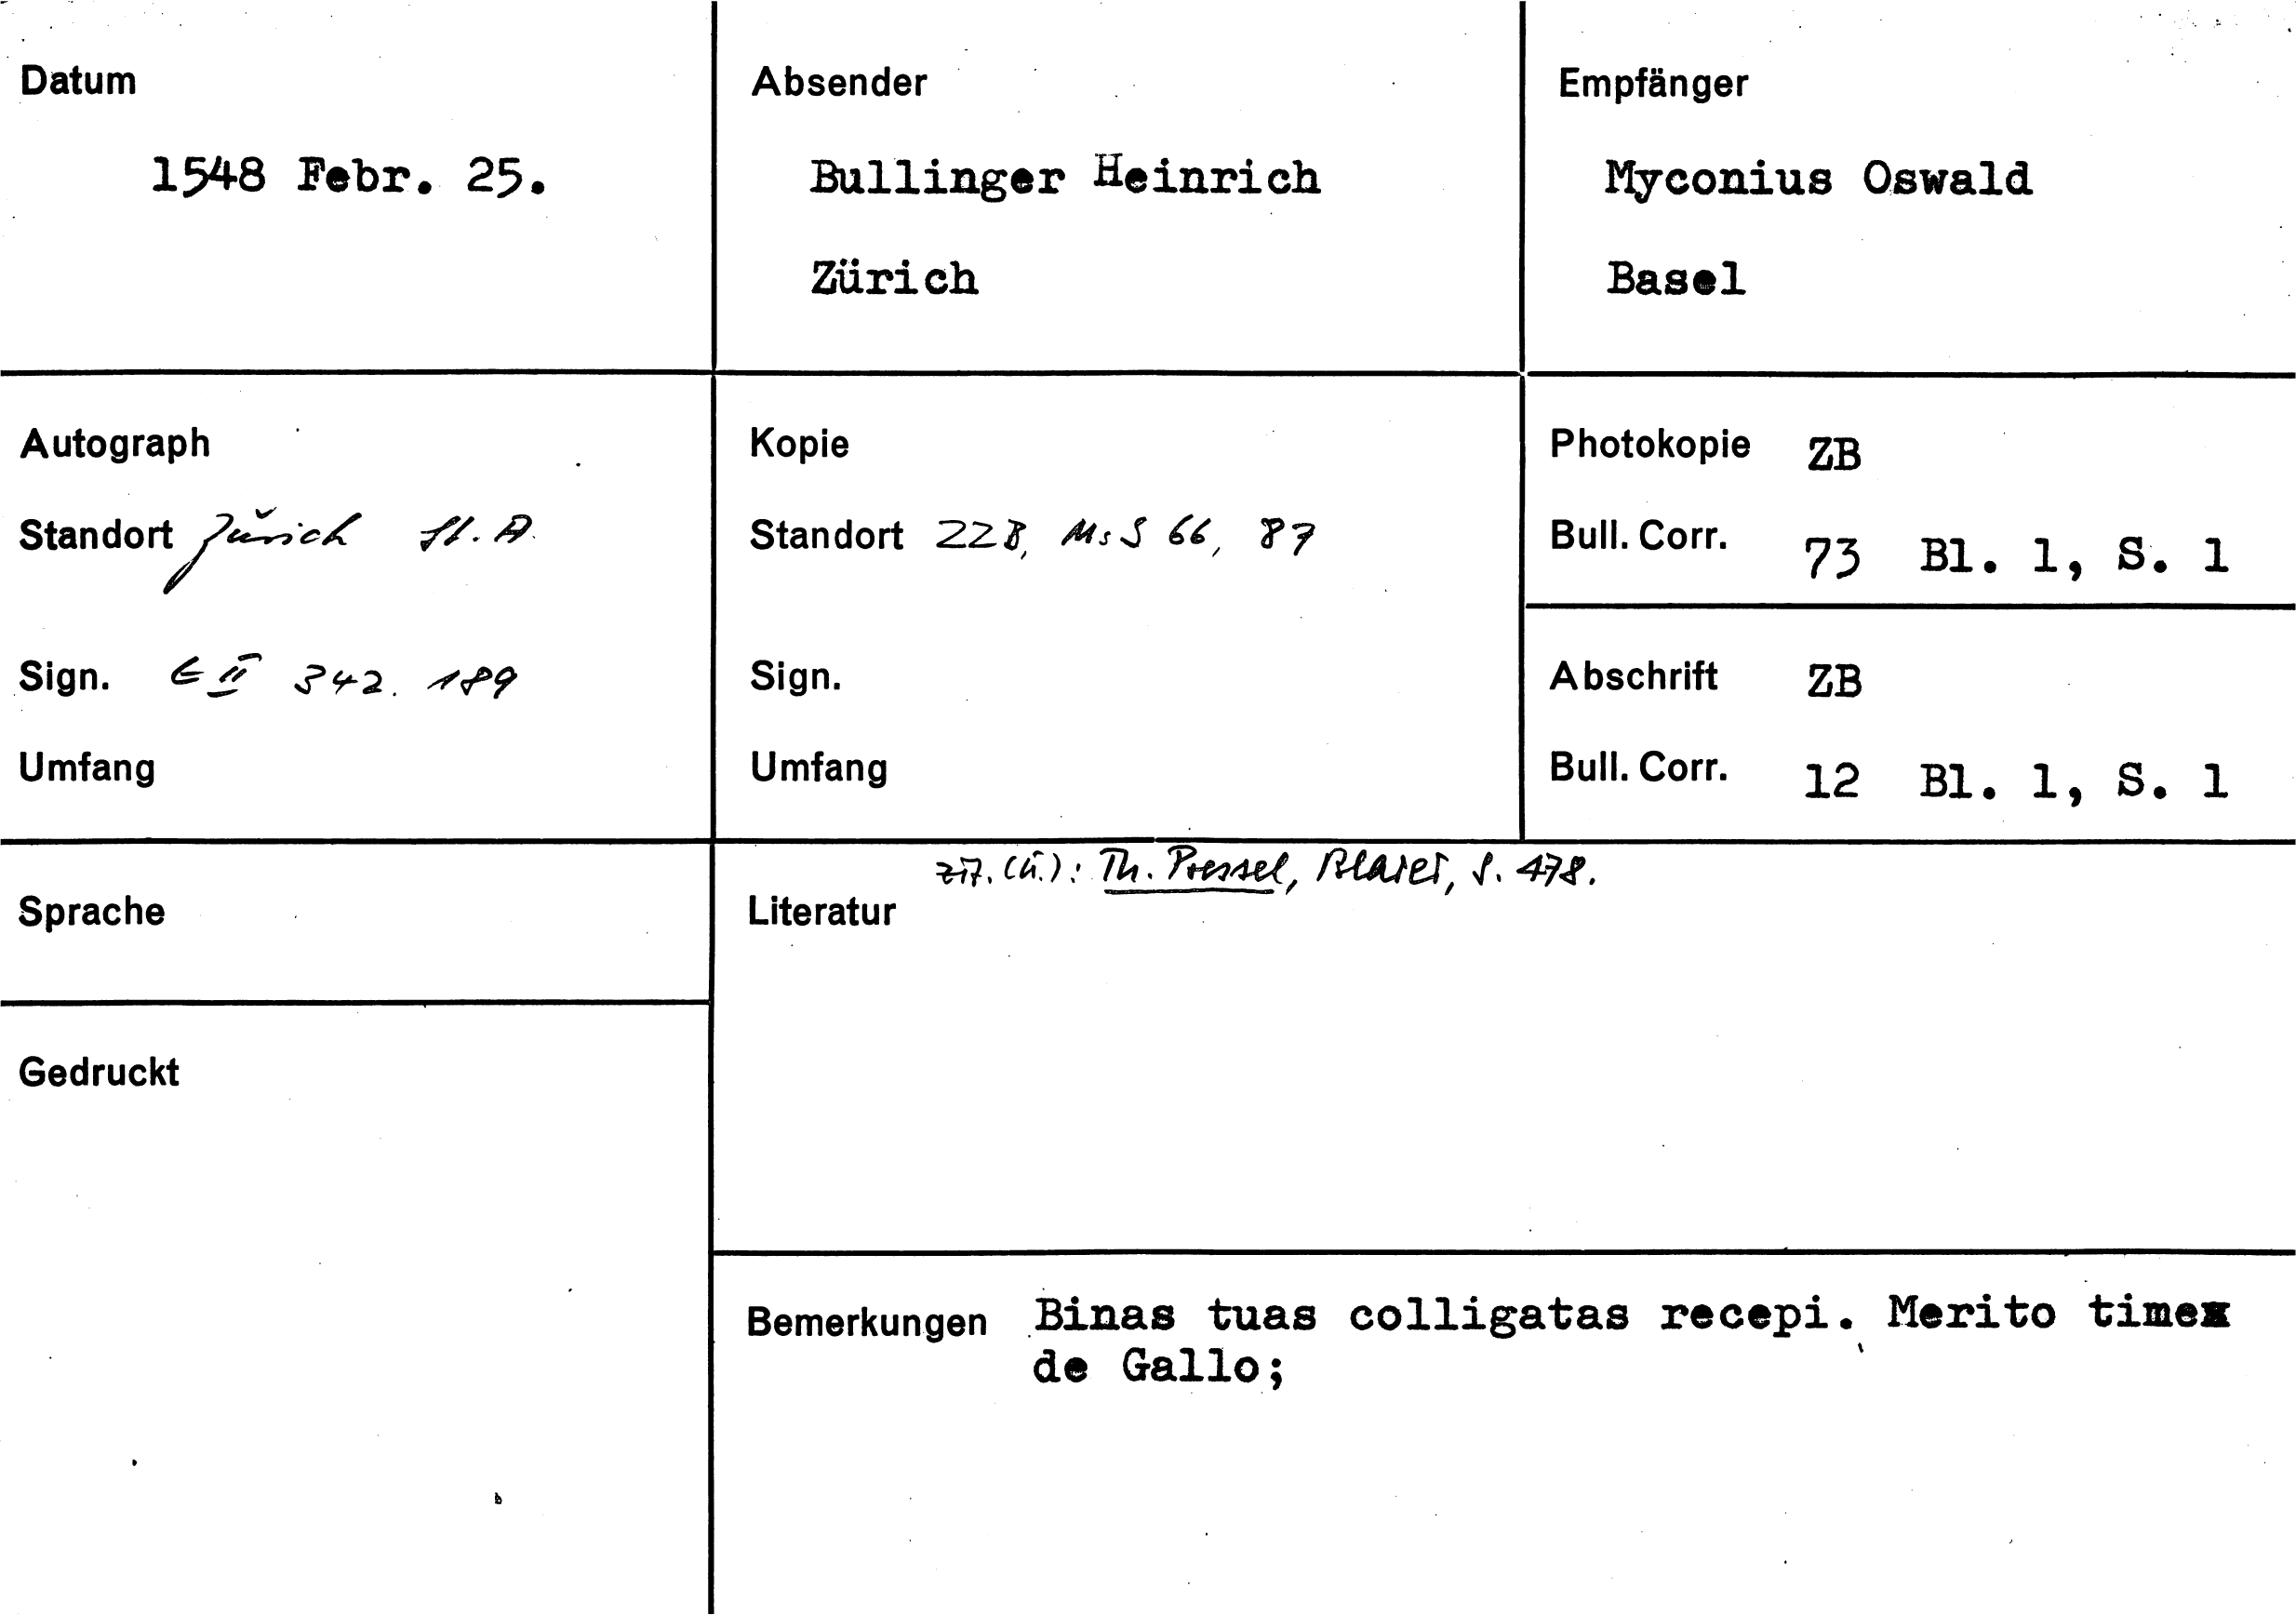 Datum
1548 Febr. 25.
Absender
Bullinger Heinrich
Zürich
Empfänger
Myconius Oswald
Basel
Autograph
Standort Zürich St. A.
Sign. E II 342. 189
Umfang
Kopie
Standort ZZB, Ms S 66, 87
Sign.
Umfang
Photokopie ZB
Bull. Corr. 73 Bl. 1, S. 1
Abschrift ZB
Bull. Corr. 12 Bl. 1, S. 1
Sprache
Gedruckt
zit. (ü.): Th. Pressel, Blarer, S. 478.
Literatur
Bemerkungen Binas tuas colligatas recepi. Merito times
de Gallo;